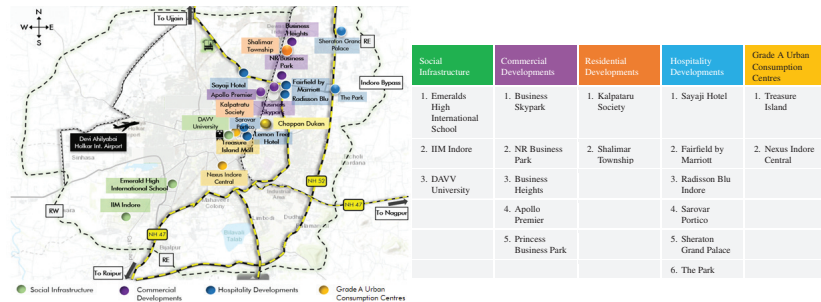 N
W
E
S
To Ujjain
Business
Heights
Shalimar
Township
Sheraton Grand
Palace
RE
NR Business
Park
Indore Bypass
Sayaji Hotel
Fairfield by
Marriott
Apollo Premier
Radisson Blu
The Park
Kalpatratu
Society
Business
Skypark
DAVV
University
Sarovar
Portico
Chappan Dukan
Lemon Tree
Hotel
Treasure
Island Mall
Devi Ahilyabai
Holkar Int. Airport
Nexus Indore
Central
Emerald High
International School
NH 52
IIM Indore
RW
NH 47
To Nagpur
NH 47
RE
To Raipur
Social Infrastructure
Commercial
Developments
Hospitality Developments
Grade A Urban
Consumption Centres
Social
Infrastructure
Commercial
Developments
Residential
Developments
Hospitality
Developments
Grade A Urban
Consumption
Centres
1. Emeralds
High
International
School
1. Business
Skypark
1. Kalpataru
Society
1. Sayaji Hotel
1. Treasure
Island
2. IIM Indore
2. NR Business
Park
2. Shalimar
Township
2. Fairfield by
Marriott
2. Nexus Indore
Central
3. DAVV
University
3. Business
Heights
3. Radisson Blu
Indore
4. Apollo
Premier
4. Sarovar
Portico
5. Princess
Business Park
5. Sheraton
Grand Palace
6. The Park